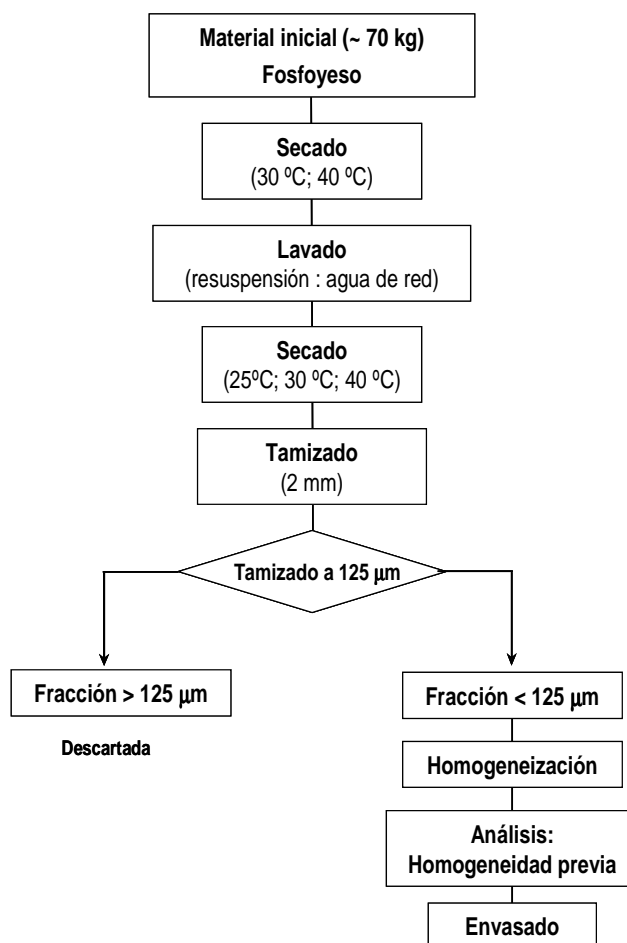 Material inicial (~ 70 kg)
Fosfoyeso
Secado
(30 ºC; 40 ºC)
Lavado
(resuspensión : agua de red)
Secado
(25ºC; 30 ºC; 40 ºC)
Tamizado
(2 mm)
Tamizado a 125 μm
Fracción > 125 μm
Descartada
Fracción < 125 μm
Homogeneización
Análisis:
Homogeneidad previa
Envasado